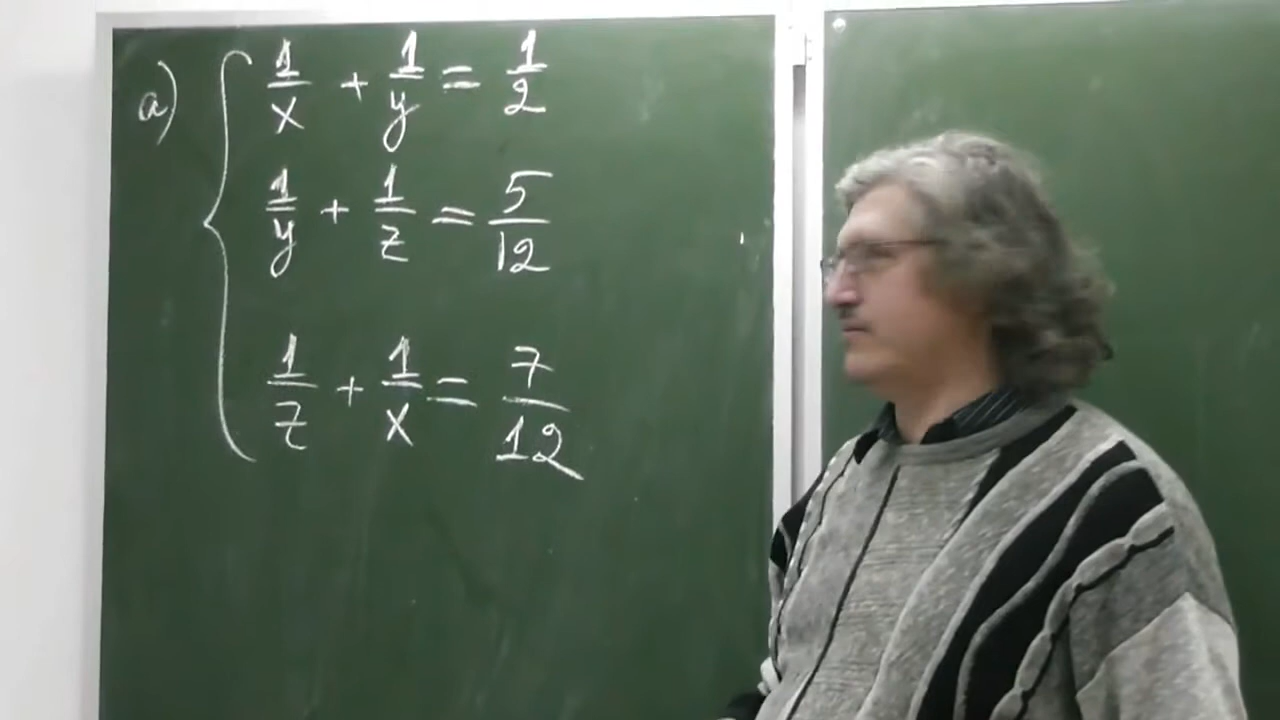 а) { 1/x + 1/y = 1/2
1/y + 1/z = 5/12
1/z + 1/x = 7/12